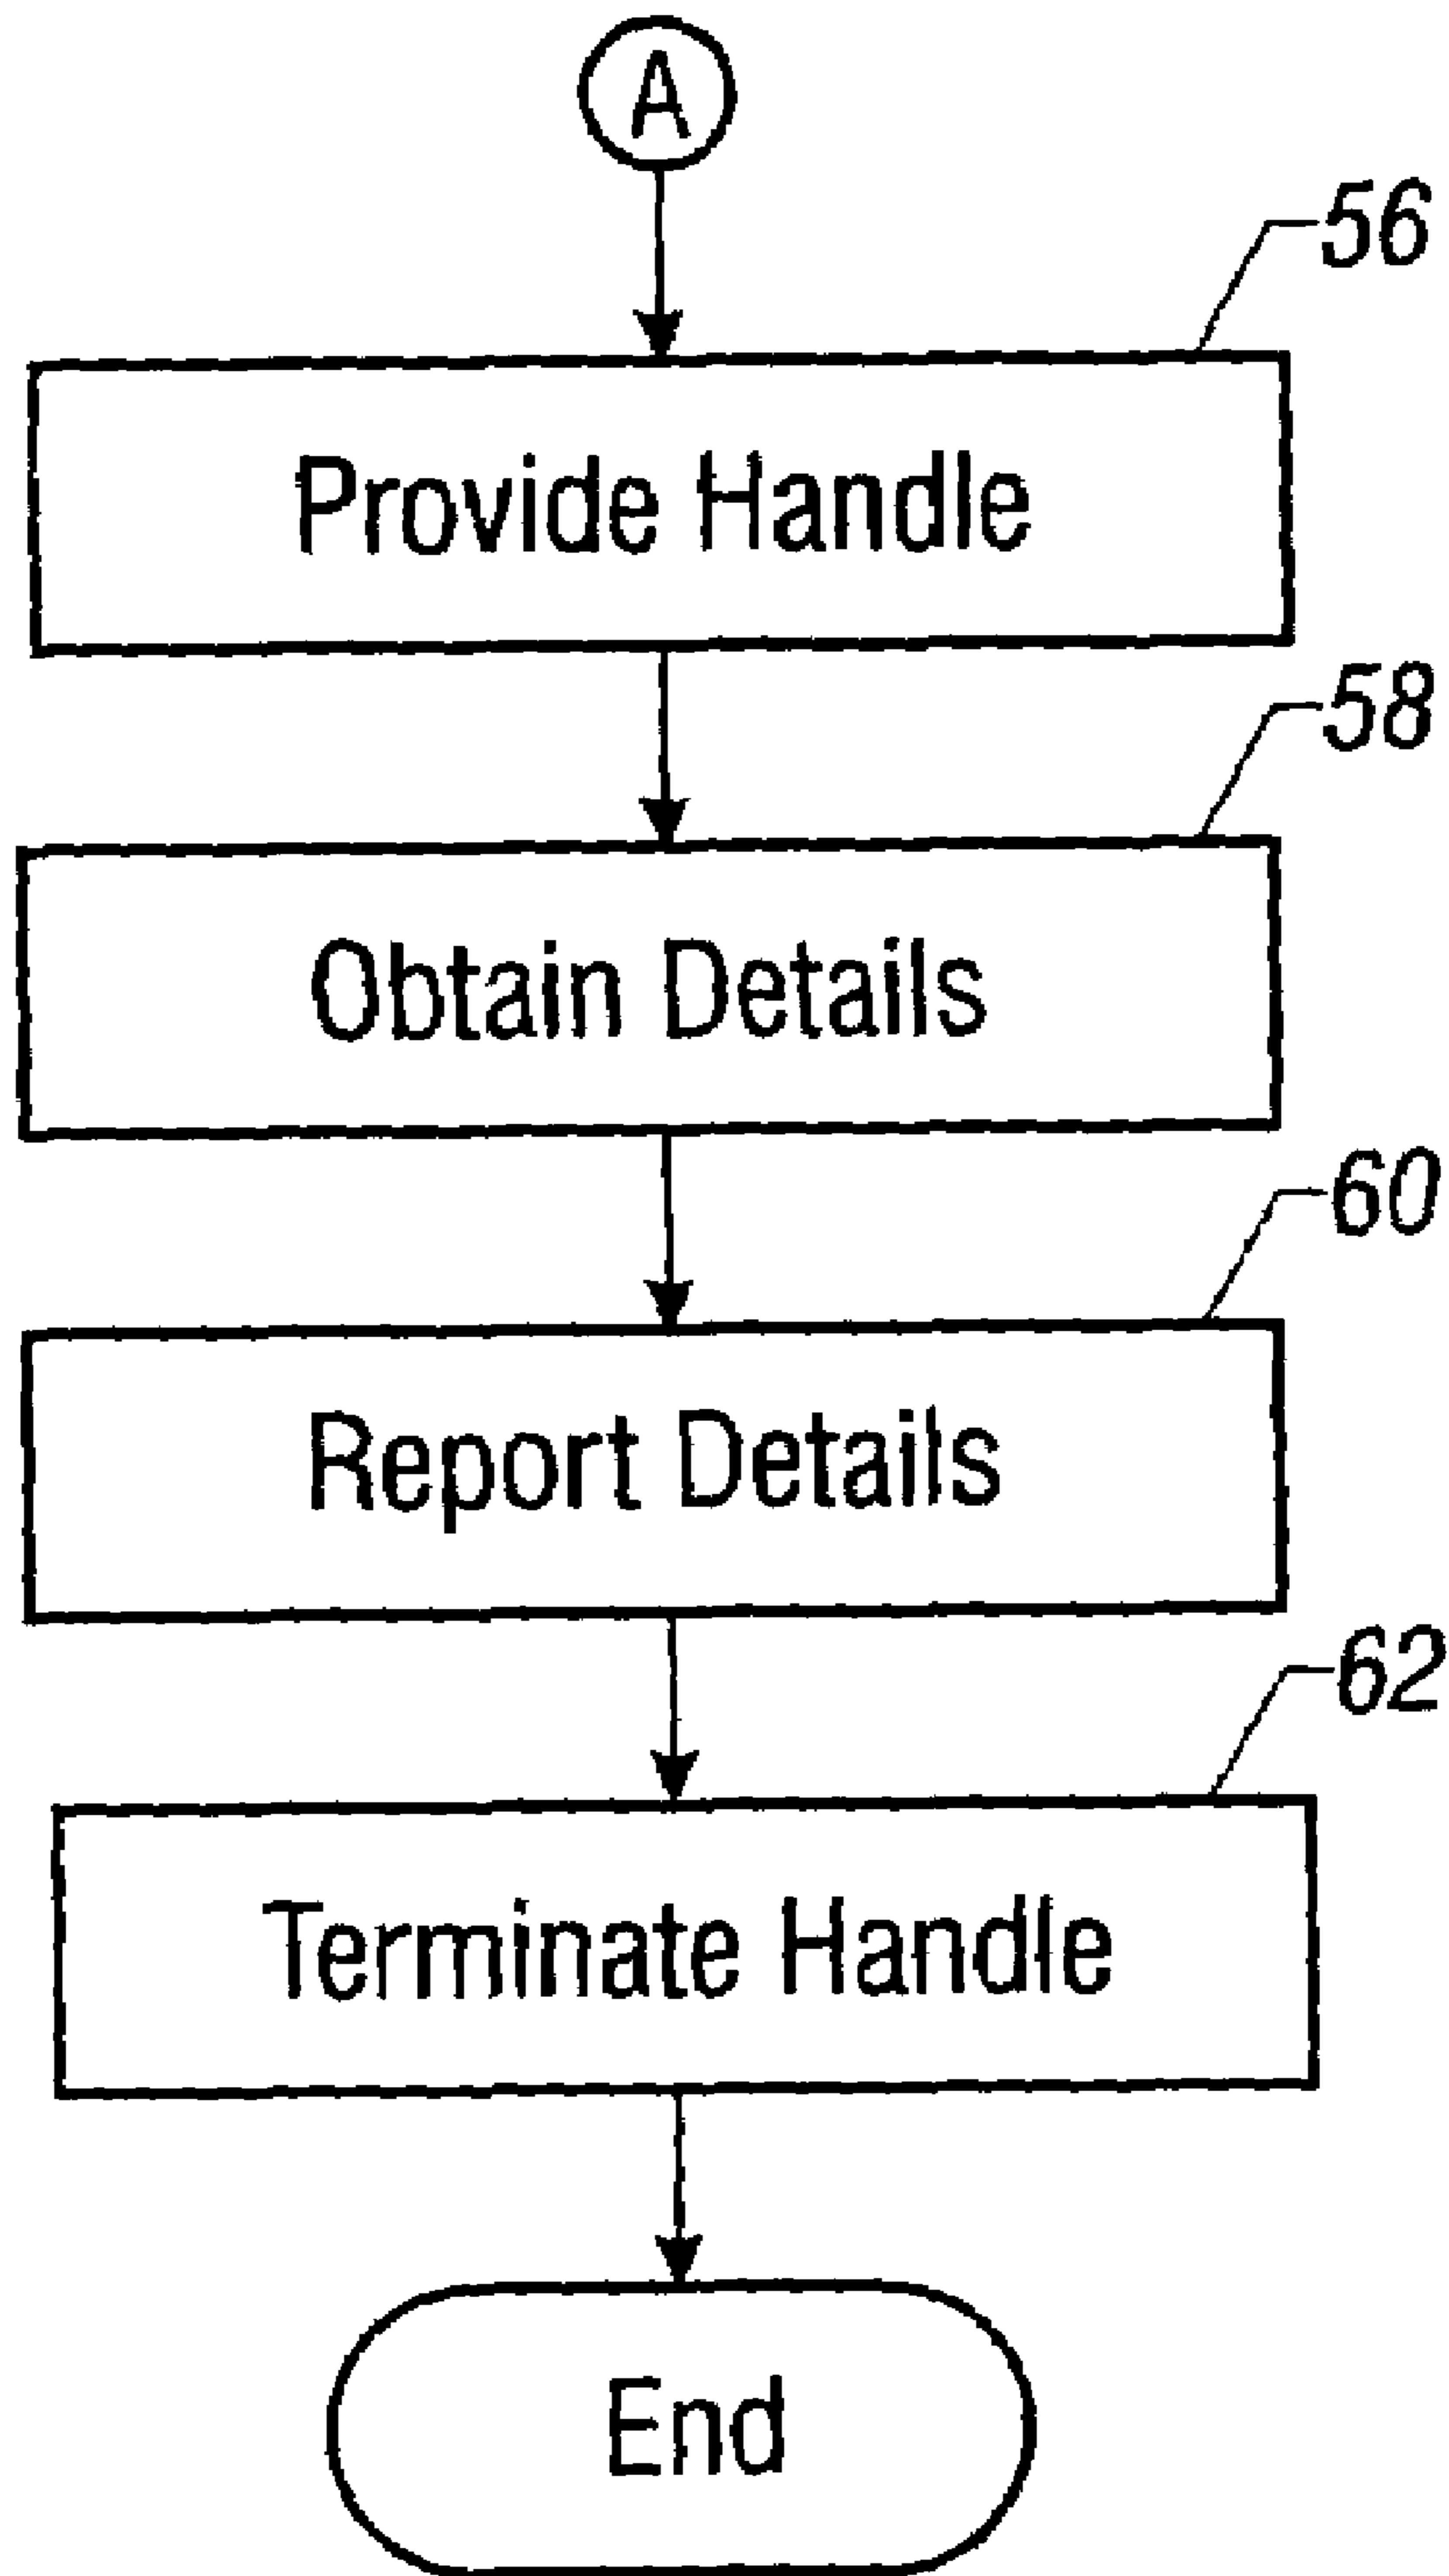 A
56
Provide Handle
58
Obtain Details
60
Report Details
62
Terminate Handle
End